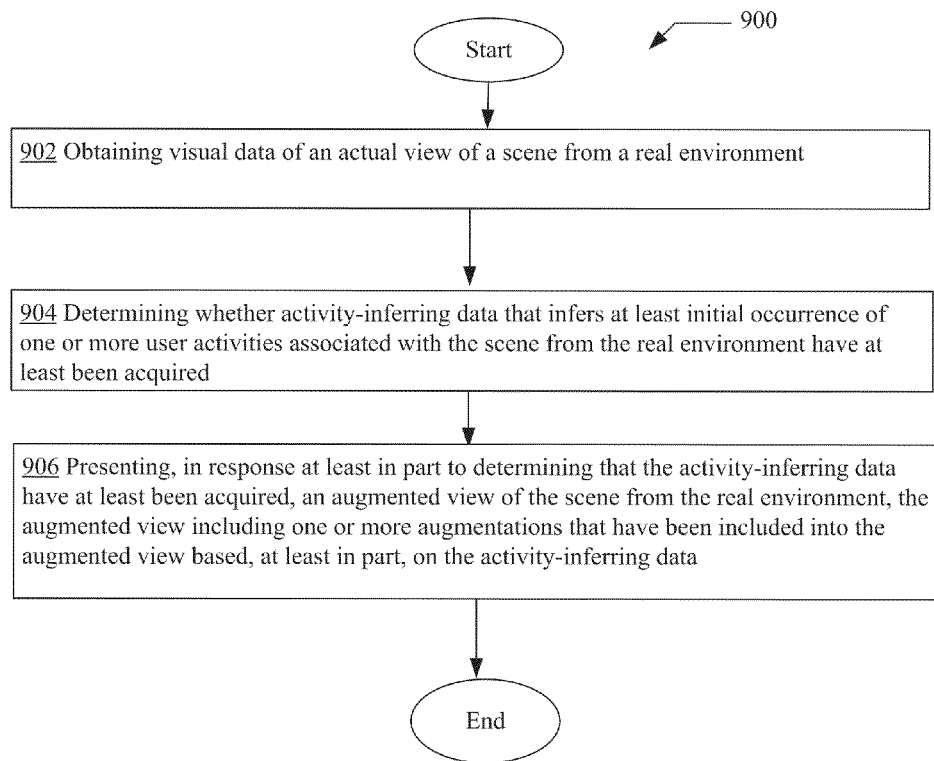 900
Start
902 Obtaining visual data of an actual view of a scene from a real environment
904 Determining whether activity-inferring data that infers at least initial occurrence of
one or more user activities associated with the scene from the real environment have at
least been acquired
906 Presenting, in response at least in part to determining that the activity-inferring data
have at least been acquired, an augmented view of the scene from the real environment, the
augmented view including one or more augmentations that have been included into the
augmented view based, at least in part, on the activity-inferring data
End